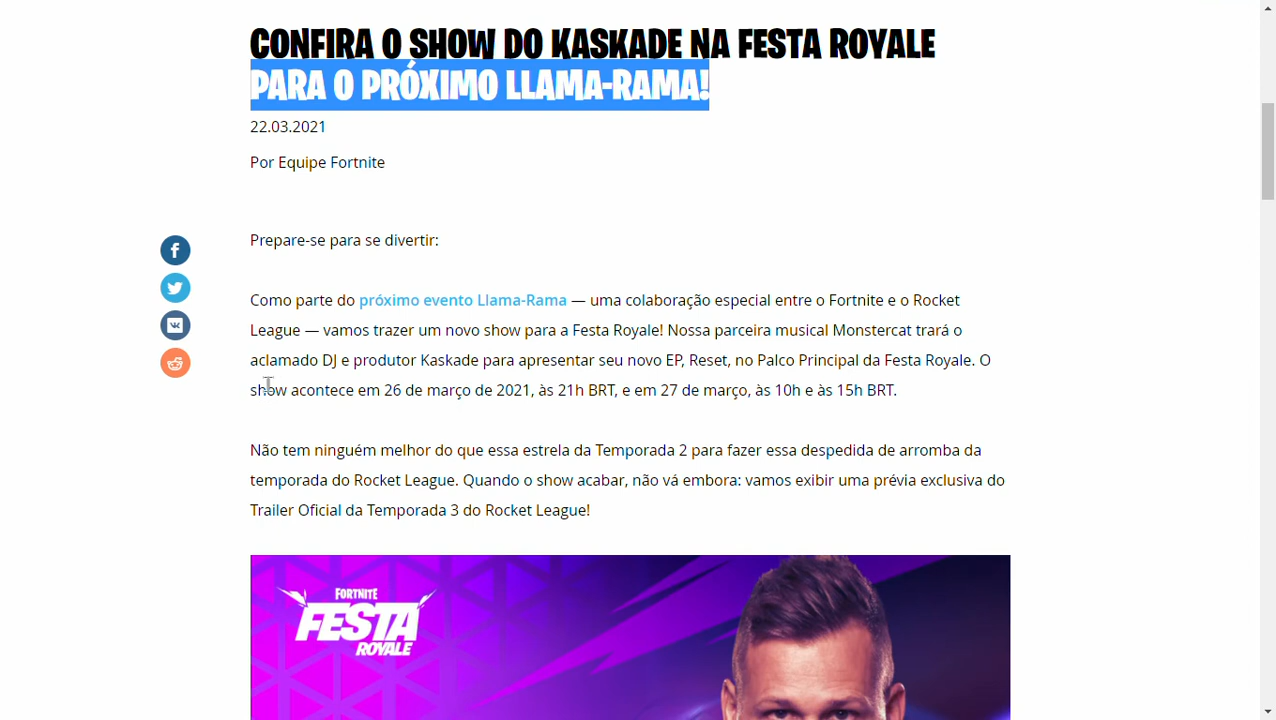 CONFIRA O SHOW DO KASKADE NA FESTA ROYALE
PARA O PRÓXIMO LLAMA-RAMA!
22.03.2021
Por Equipe Fortnite
Prepare-se para se divertir:
Como parte do próximo evento Llama-Rama — uma colaboração especial entre o Fortnite e o Rocket
League — vamos trazer um novo show para a Festa Royale! Nossa parceira musical Monstercat trará o
aclamado DJ e produtor Kaskade para apresentar seu novo EP, Reset, no Palco Principal da Festa Royale. O
show acontece em 26 de março de 2021, às 21h BRT, e em 27 de março, às 10h e às 15h BRT.
Não tem ninguém melhor do que essa estrela da Temporada 2 para fazer essa despedida de arromba da
temporada do Rocket League. Quando o show acabar, não vá embora: vamos exibir uma prévia exclusiva do
Trailer Oficial da Temporada 3 do Rocket League!
FORTNITE
FESTA
ROYALE